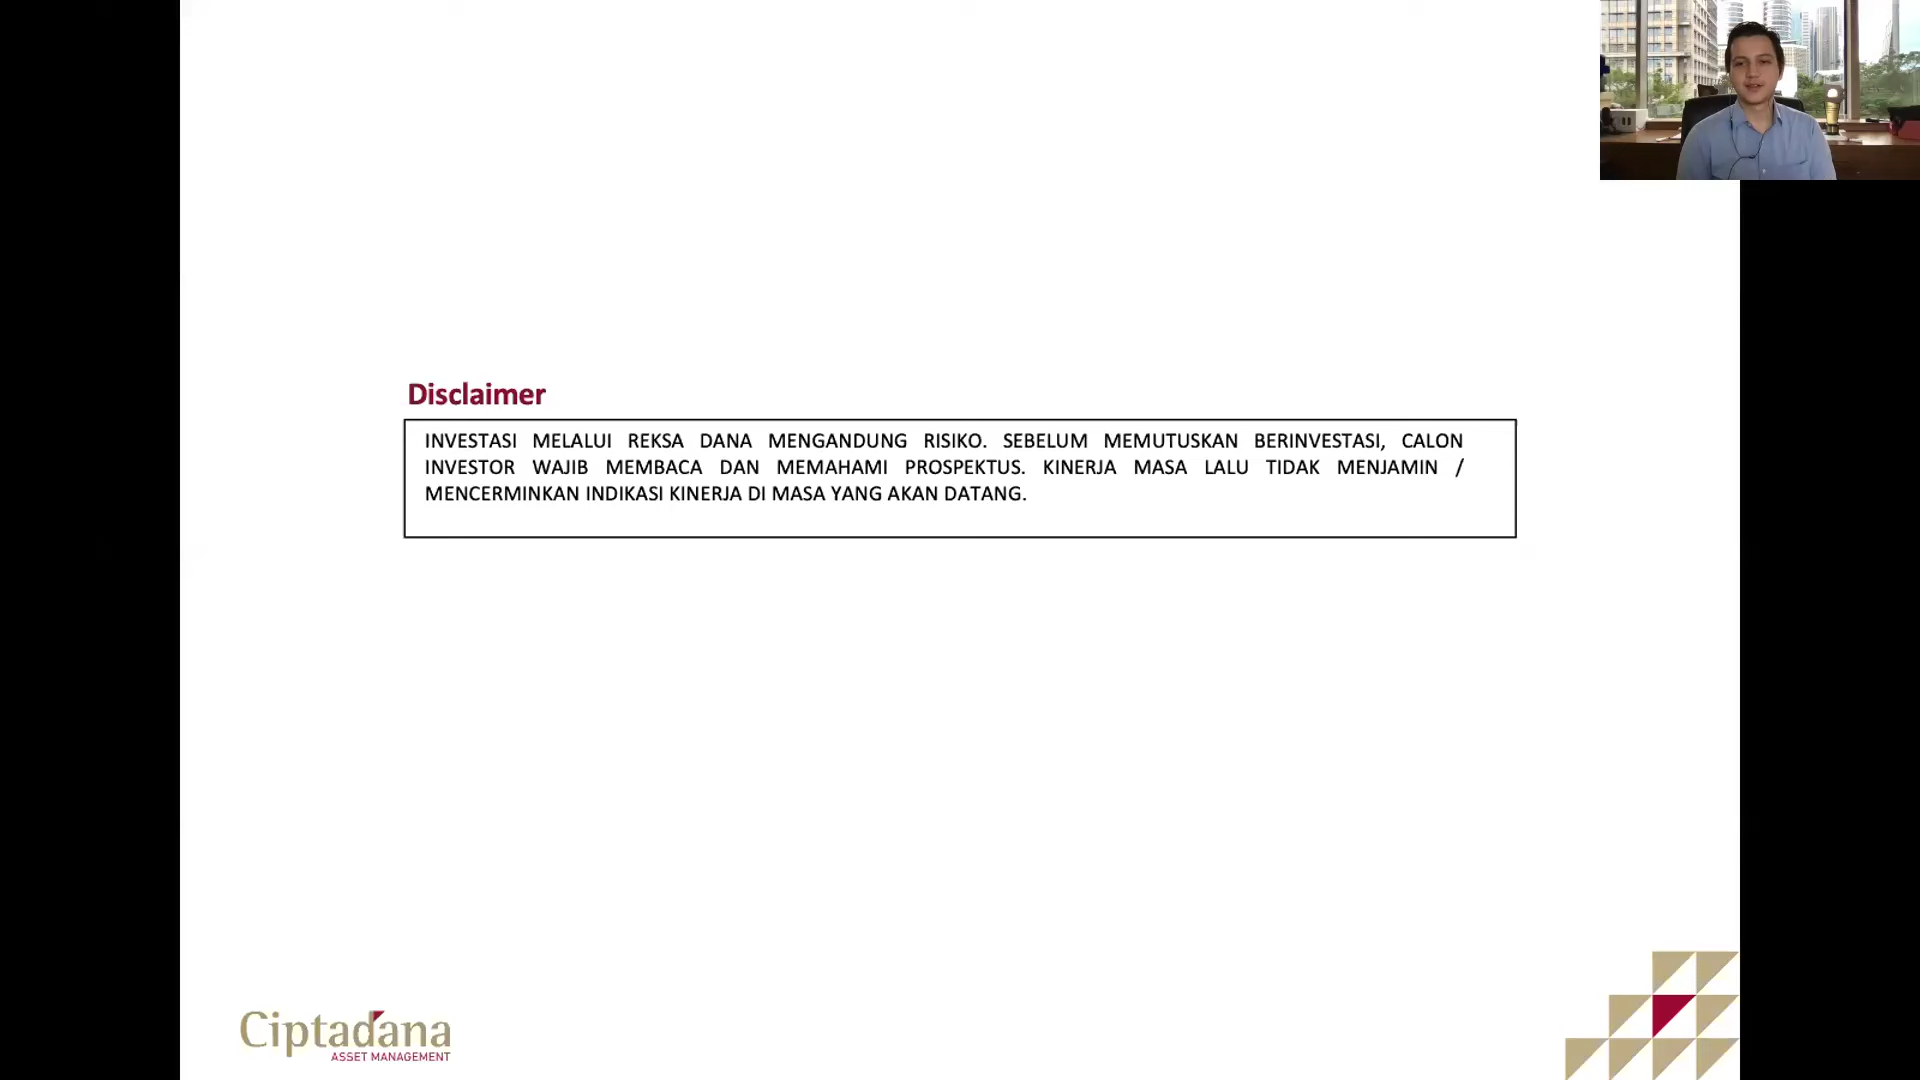 Disclaimer
INVESTASI MELALUI REKSA DANA MENGANDUNG RISIKO. SEBELUM MEMUTUSKAN BERINVESTASI, CALON
INVESTOR WAJIB MEMBACA DAN MEMAHAMI PROSPEKTUS. KINERJA MASA LALU TIDAK MENJAMIN /
MENCERMINKAN INDIKASI KINERJA DI MASA YANG AKAN DATANG.
Ciptadana
ASSET MANAGEMENT